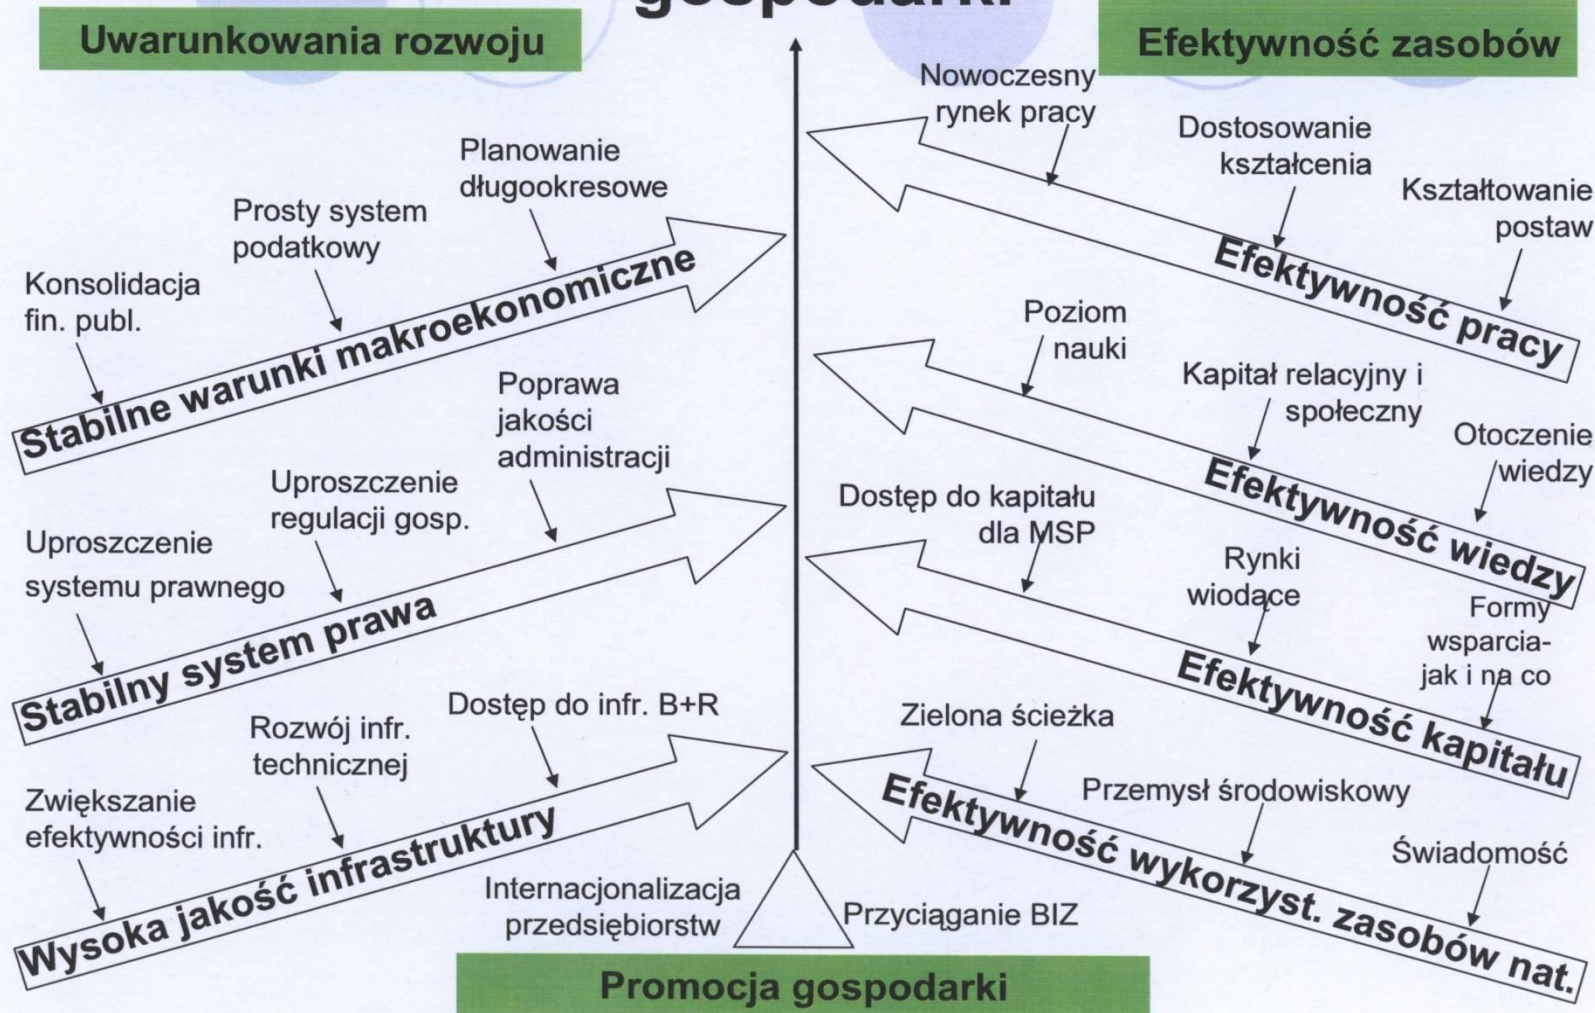 gospodarki
Uwarunkowania rozwoju
Efektywność zasobów
Planowanie
długookresowe
Prosty system
podatkowy
Konsolidacja
fin. publ.
Stabilne warunki makroekonomiczne
Poprawa
jakości
administracji
Uproszczenie
regulacji gosp.
Uproszczenie
systemu prawnego
Stabilny system prawa
Dostęp do infr. B+R
Rozwój infr.
technicznej
Zwiększanie
efektywności infr.
Wysoka jakość infrastruktury
Nowoczesny
rynek pracy
Dostosowanie
kształcenia
Kształtowanie
postaw
Efektywność pracy
Poziom
nauki
Kapitał relacyjny i
społeczny
Otoczenie
wiedzy
Efektywność wiedzy
Dostęp do kapitału
dla MSP
Rynki
wiodące
Formy
wsparcia-
jak i na co
Efektywność kapitału
Zielona ścieżka
Przemysł środowiskowy
Świadomość
Efektywność wykorzyst. zasobów nat.
Internacjonalizacja
przedsiębiorstw
Przyciąganie BIZ
Promocja gospodarki